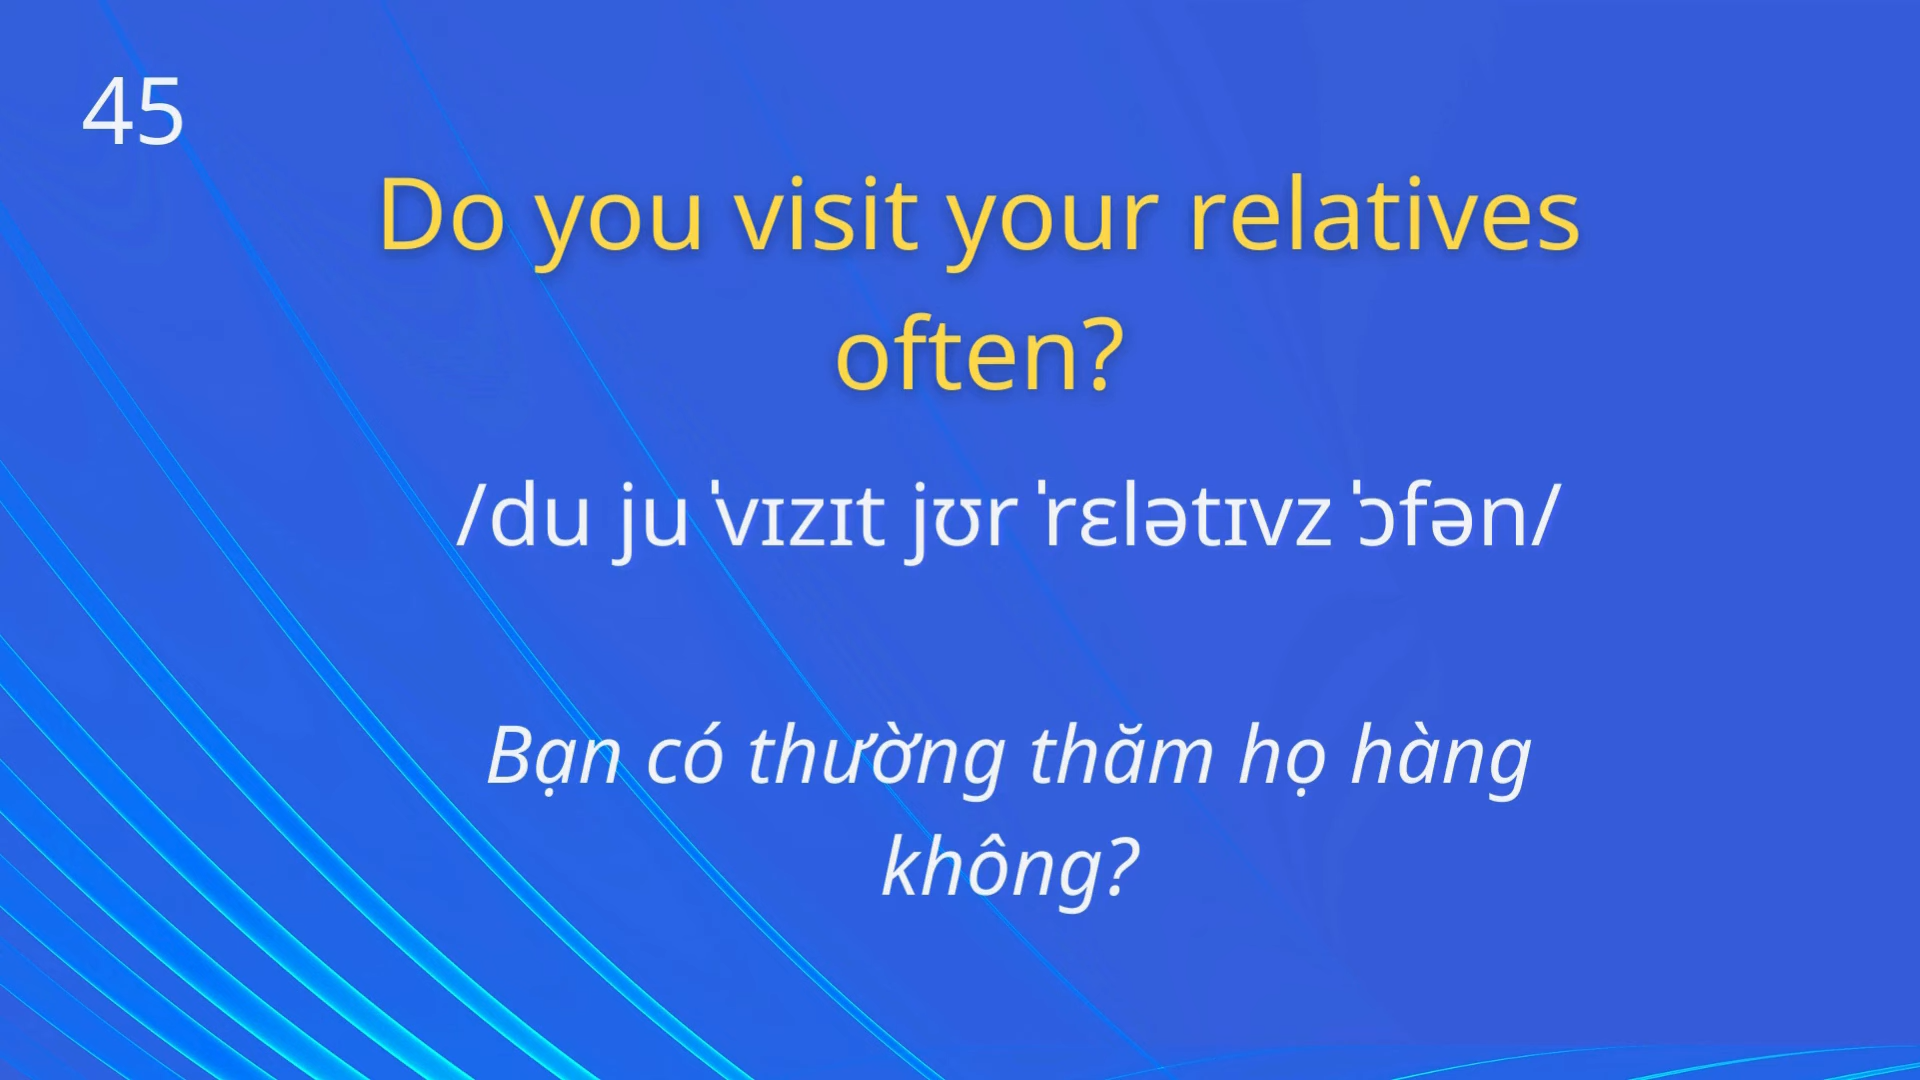 45
Do you visit your relatives
often?
/du ju ˈvɪzɪt jʊr ˈrɛlətɪvz ˈɔfən/
Bạn có thường thăm họ hàng
không?